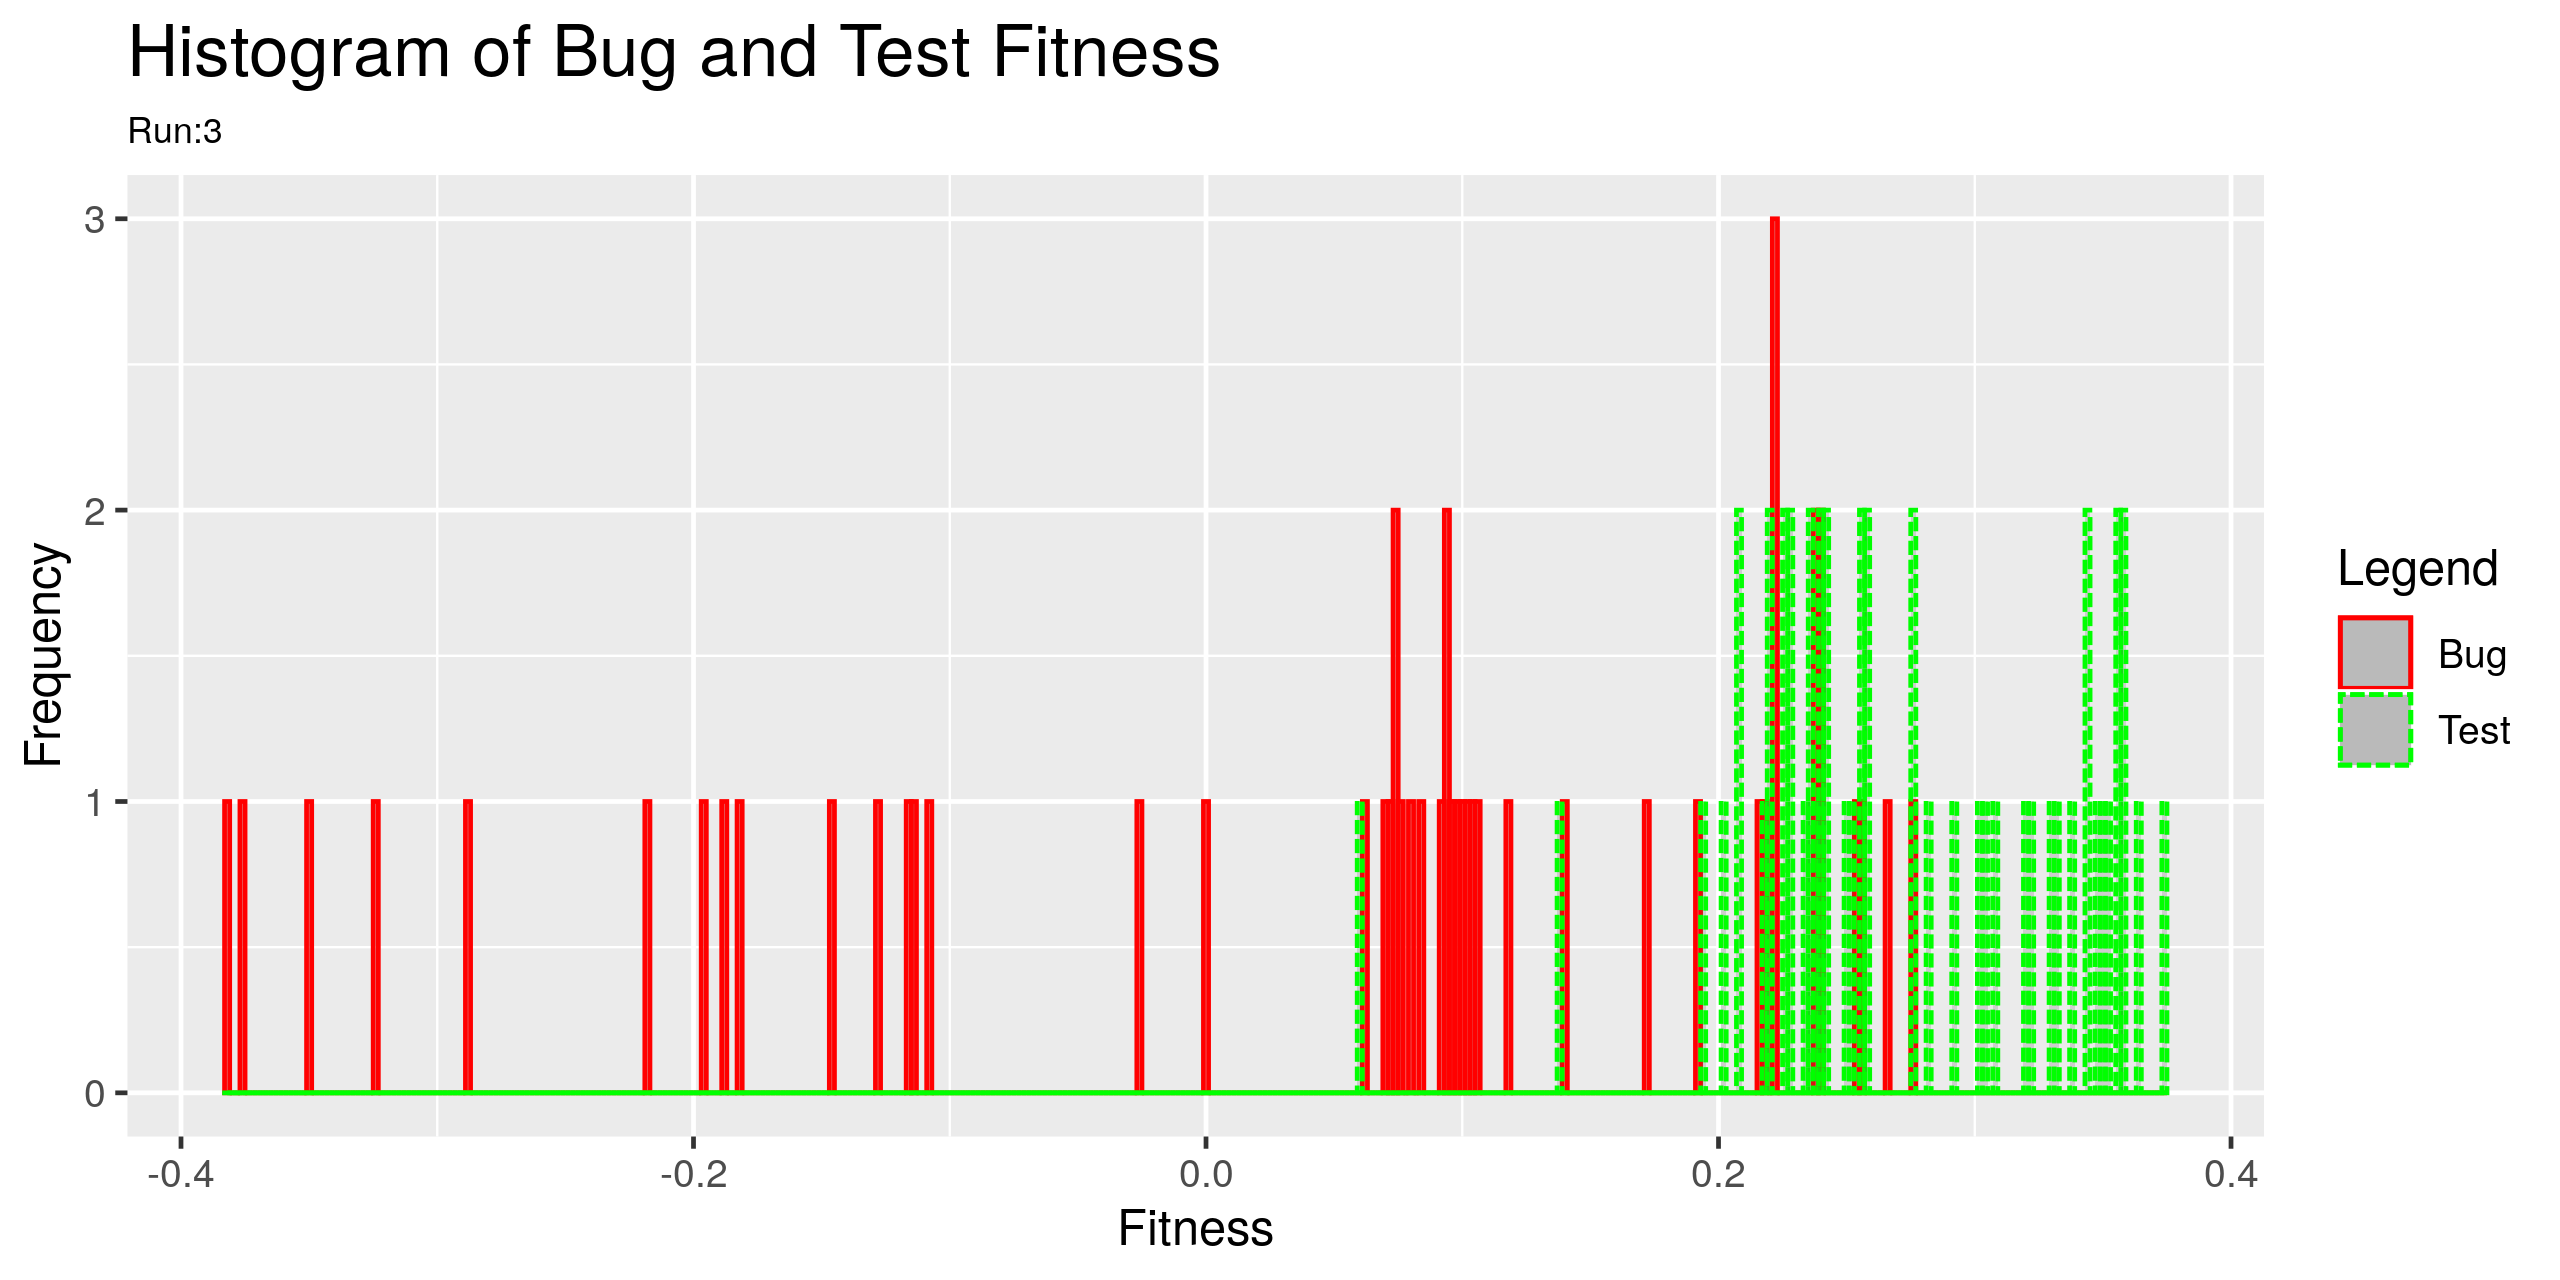 Histogram of Bug and Test Fitness
Run:3
Frequency
3
2
1
0
-0.4 -0.2 0.0 0.2 0.4
Fitness
Legend
Bug
Test